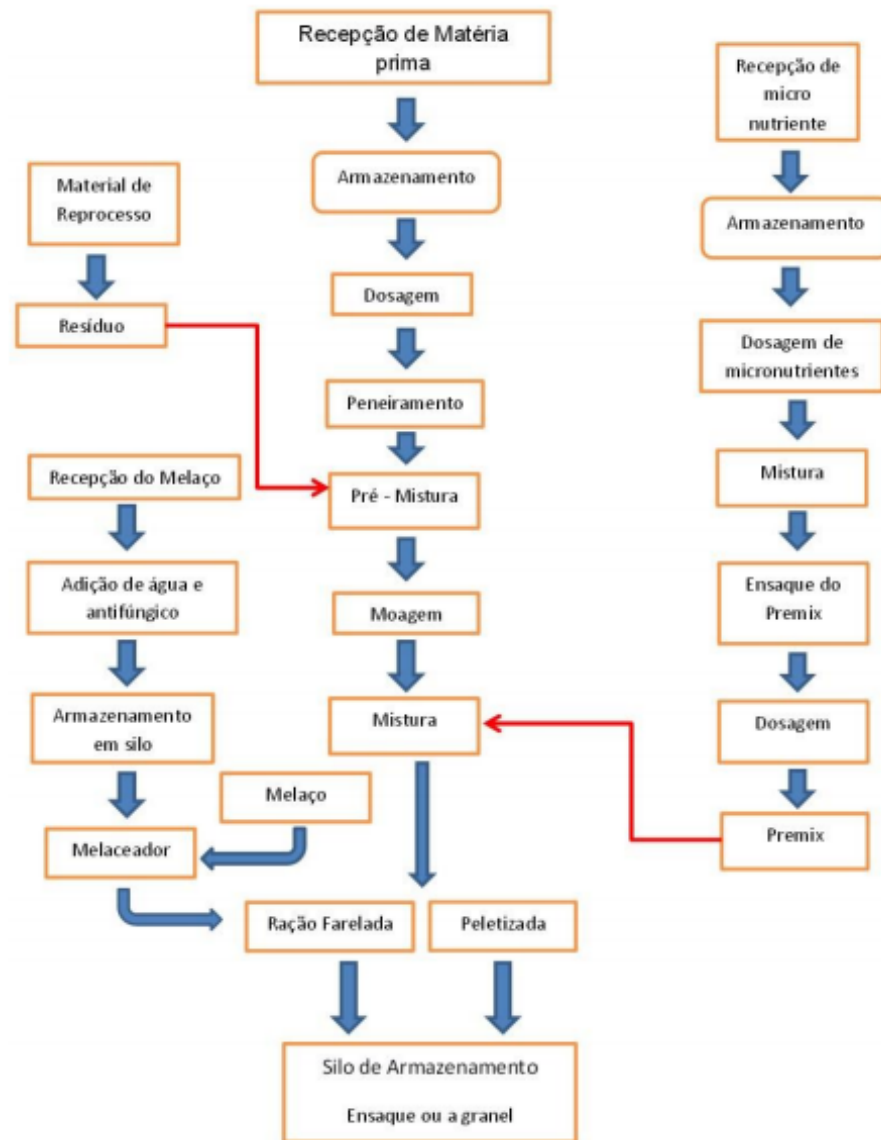 Recepção de Matéria
prima
Recepção de
micro
nutriente
Material de
Reprocesso
Armazenamento
Armazenamento
Dosagem
Resíduo
Dosagem de
micronutrientes
Peneiramento
Recepção do Melaço
Pré - Mistura
Mistura
Adição de água e
antifúngico
Moagem
Ensaque do
Premix
Armazenamento
em silo
Mistura
Dosagem
Melaço
Melaceador
Premix
Ração Farelada
Peletizada
Silo de Armazenamento
Ensaque ou a granel